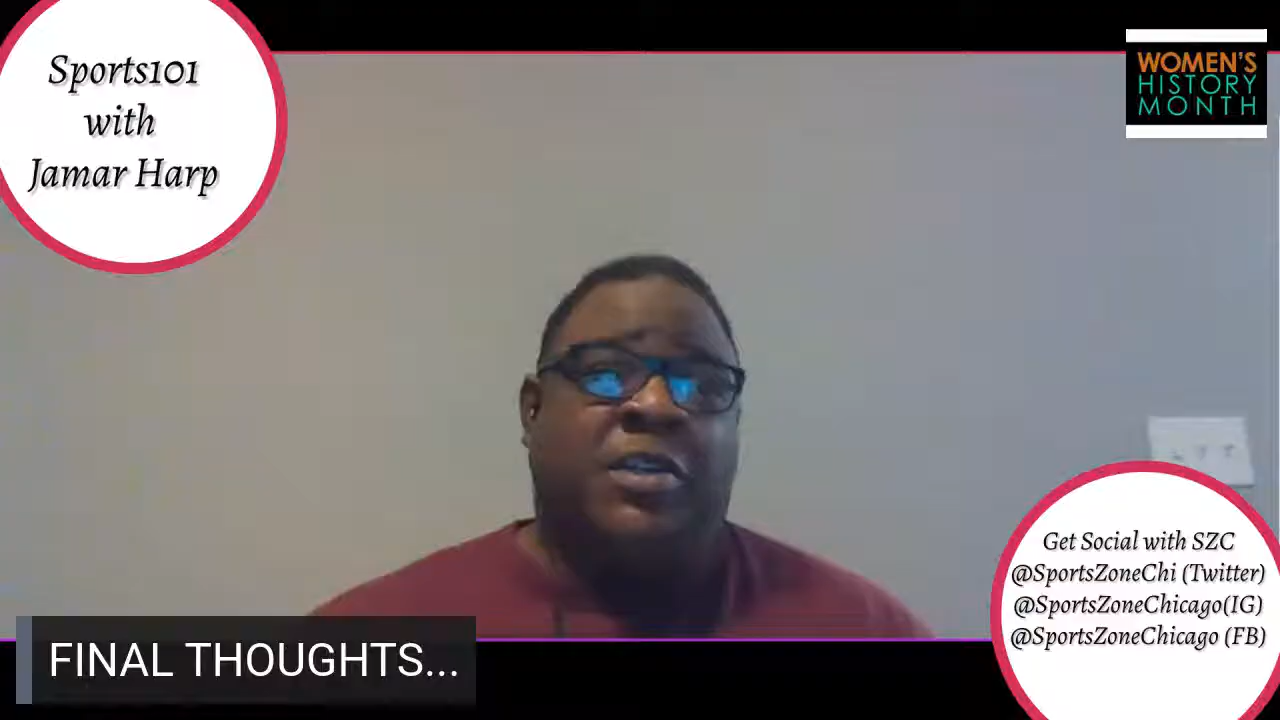 Sports101
with
Jamar Harp
WOMEN'S
HISTORY
MONTH
Get Social with SZC
@SportsZoneChi (Twitter)
@SportsZoneChicago(IG)
@SportsZoneChicago (FB)
FINAL THOUGHTS...